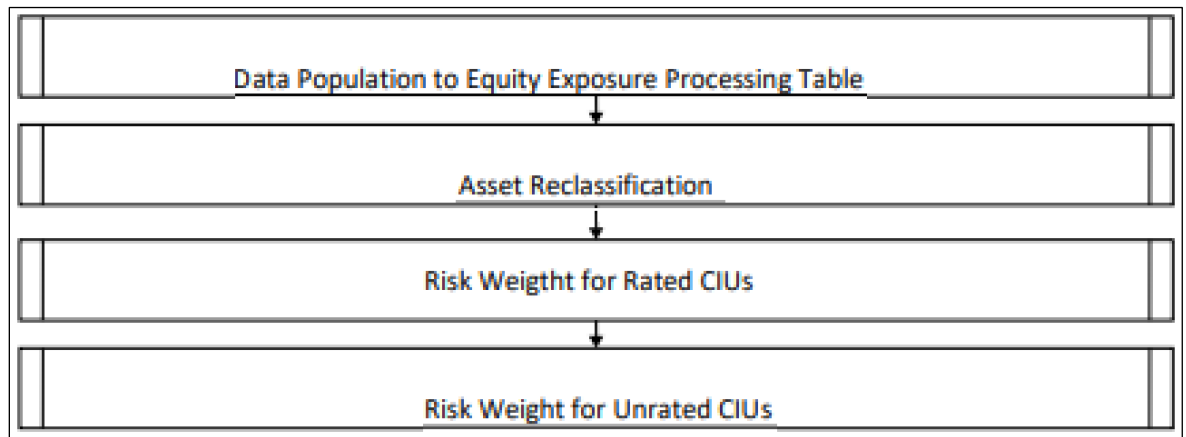 Data Population to Equity Exposure Processing Table
Asset Reclassification
Risk Weigtht for Rated CIUs
Risk Weight for Unrated CIUs